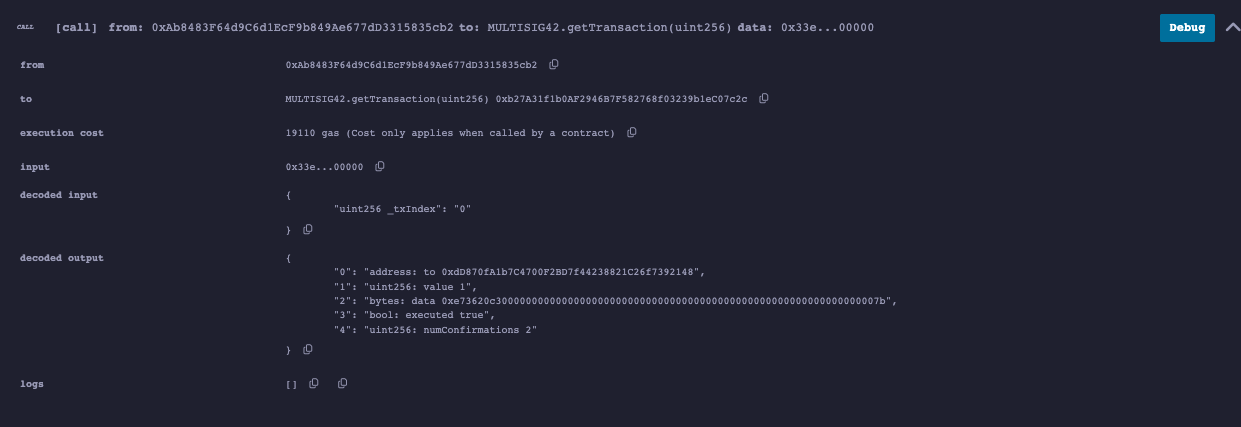 CALL [call] from: 0xAb8483F64d9C6d1EcF9b849Ae677dD3315835cb2 to: MULTISIG42.getTransaction(uint256) data: 0x33e...00000 Debug
from 0xAb8483F64d9C6d1EcF9b849Ae677dD3315835cb2
to MULTISIG42.getTransaction(uint256) 0xb27A31f1b0AF2946B7F582768f03239b1eC07c2c
execution cost 19110 gas (Cost only applies when called by a contract)
input 0x33e...00000
decoded input {
"uint256 _txIndex": "0"
}
decoded output {
"0": "address: to 0xdD870fA1b7C4700F2BD7f44238821C26f7392148",
"1": "uint256: value 1",
"2": "bytes: data 0xe73620c3000000000000000000000000000000000000000000000000000000000000007b",
"3": "bool: executed true",
"4": "uint256: numConfirmations 2"
}
logs []